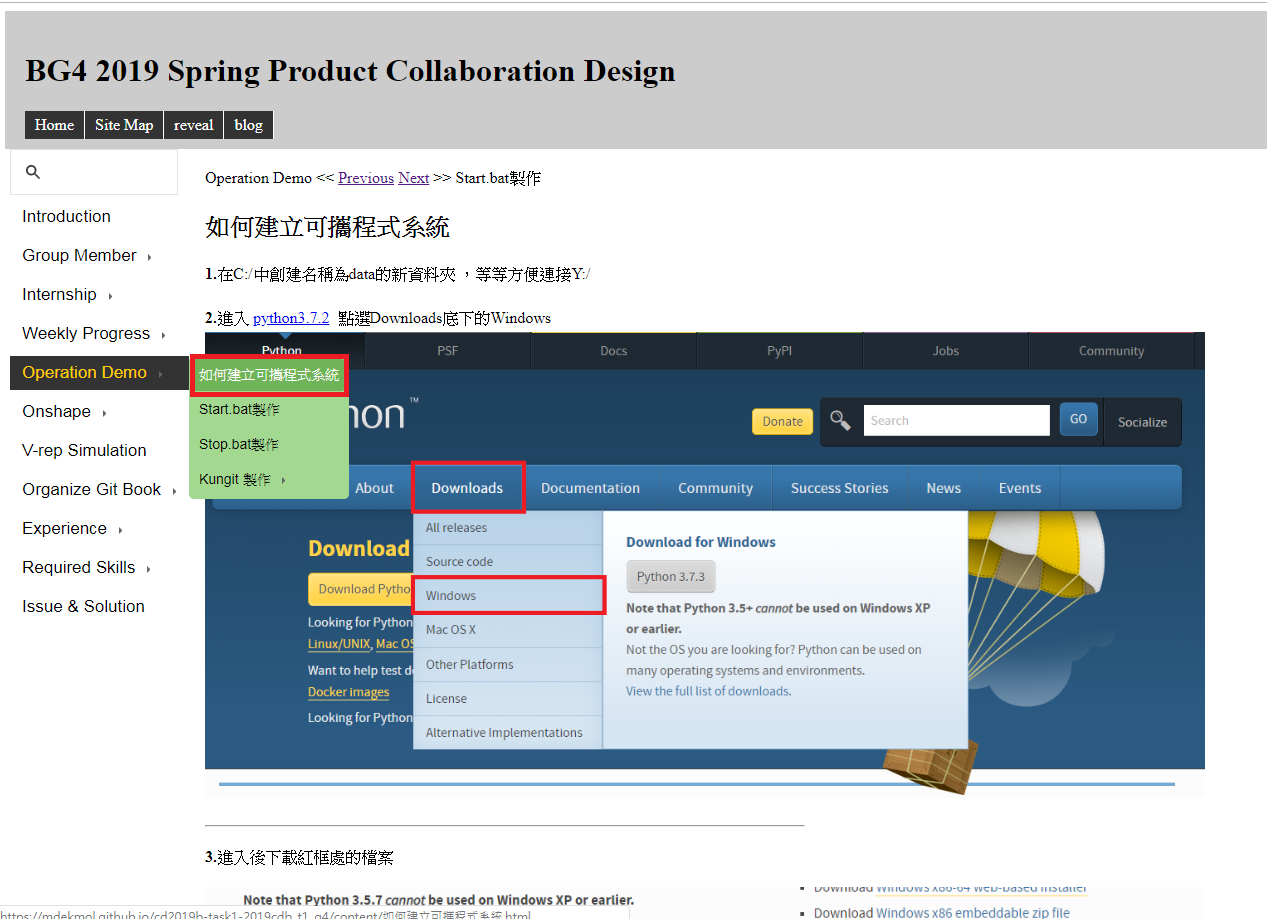 BG4 2019 Spring Product Collaboration Design
Home Site Map reveal blog
Operation Demo << Previous Next >> Start.bat製作
Introduction
Group Member
Internship
Weekly Progress
Operation Demo
Onshape
V-rep Simulation
Organize Git Book
Experience
Required Skills
Issue & Solution
如何建立可攜程式系統
Start.bat製作
Stop.bat製作
Kungit 製作
如何建立可攜程式系統
1.在C:/中創建名稱為data的新資料夾 ，等等方便連接Y:/
2.進入 python3.7.2 點選Downloads底下的Windows
Python PSF Docs PyPI Jobs Community
hon™
Donate Search GO Socialize
About Downloads Documentation Community Success Stories News Events
Download
Download Pytho
Looking for Python
Linux/UNIX, Mac OS
Want to help test de
Docker images
Looking for Python
All releases
Source code
Windows
Mac OS X
Other Platforms
License
Alternative Implementations
Download for Windows
Python 3.7.3
Note that Python 3.5+ cannot be used on Windows XP
or earlier.
Not the OS you are looking for? Python can be used on
many operating systems and environments.
View the full list of downloads.
3.進入後下載紅框處的檔案
Note that Python 3.5.7 cannot be used on Windows XP or earlier.
Download Windows x86-64 web-based installer
Download Windows x86 embeddable zip file
https://mdekmol.github.io/cd2019b-task1-2019cdb_t1_g4/content/如何建立可攜程式系統.html